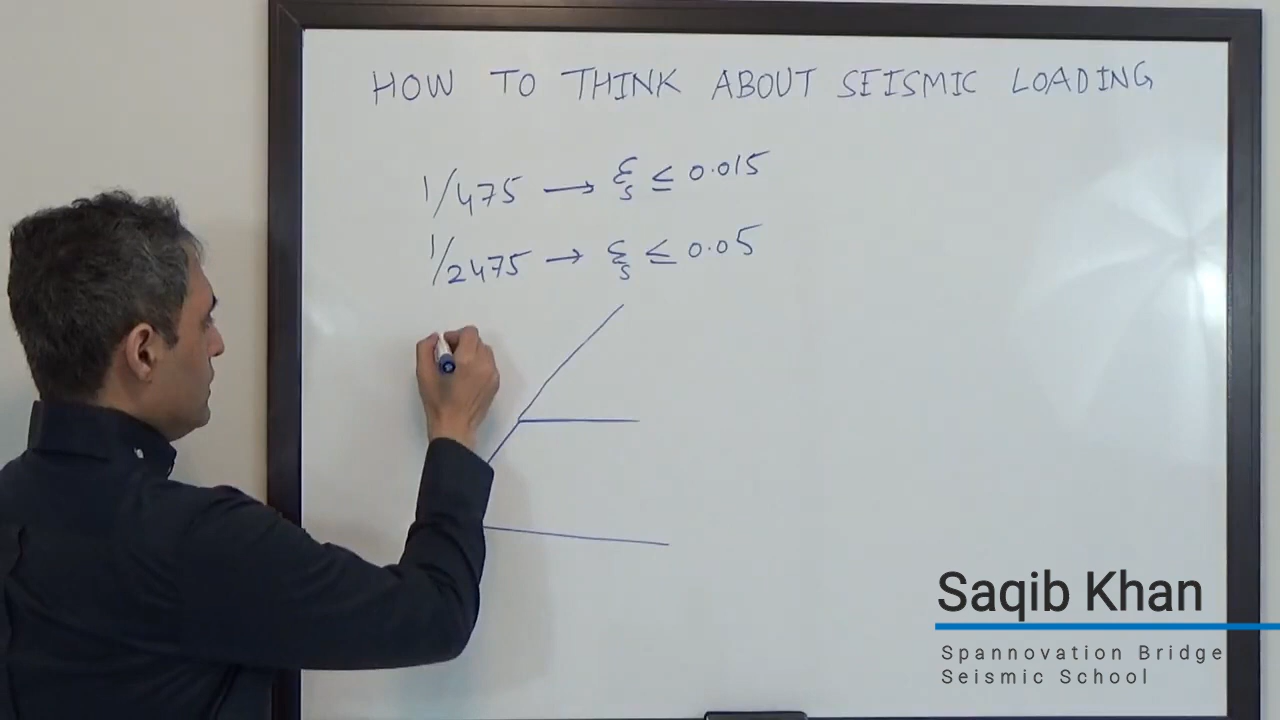 HOW TO THINK ABOUT SEISMIC LOADING
1/475 → ξs ≤ 0.015
1/2475 → ξs ≤ 0.05
Saqib Khan
Spannovation Bridge
Seismic School